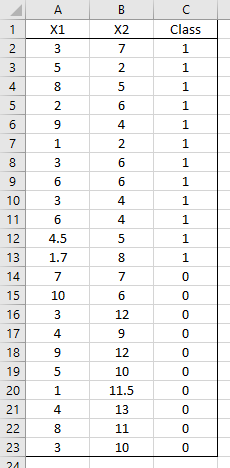 A B C
1 X1 X2 Class
2 3 7 1
3 5 2 1
4 8 5 1
5 2 6 1
6 9 4 1
7 1 2 1
8 3 6 1
9 6 6 1
10 3 4 1
11 6 4 1
12 4.5 5 1
13 1.7 8 1
14 7 7 0
15 10 6 0
16 3 12 0
17 4 9 0
18 9 12 0
19 5 10 0
20 1 11.5 0
21 4 13 0
22 8 11 0
23 3 10 0
24